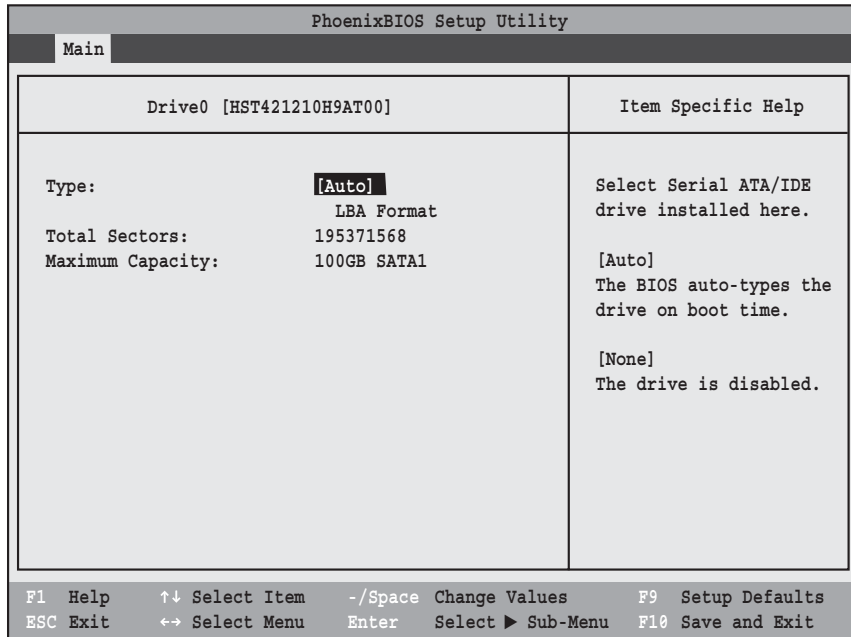 PhoenixBIOS Setup Utility
Main
Drive0 [HST421210H9AT00]
Item Specific Help
Type: [Auto]
LBA Format
Total Sectors: 195371568
Maximum Capacity: 100GB SATA1
Select Serial ATA/IDE
drive installed here.
[Auto]
The BIOS auto-types the
drive on boot time.
[None]
The drive is disabled.
F1 Help ↑↓ Select Item -/Space Change Values F9 Setup Defaults
ESC Exit ←→ Select Menu Enter Select ▶ Sub-Menu F10 Save and Exit